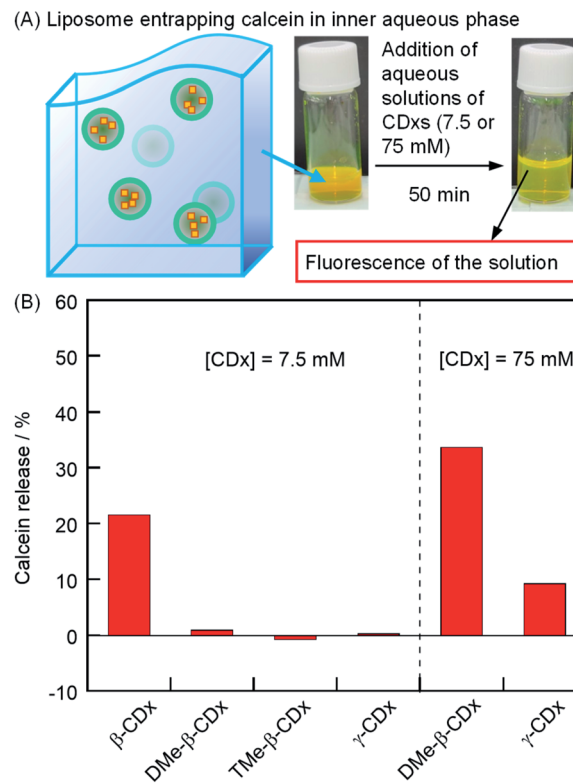 (A) Liposome entrapping calcein in inner aqueous phase
Addition of
aqueous
solutions of
CDxs (7.5 or
75 mM)
50 min
Fluorescence of the solution
(B)
60
50
40
30
20
10
0
-10
Calcein release / %
[CDx] = 7.5 mM
[CDx] = 75 mM
β-CDx
DMe-β-CDx
TMe-β-CDx
γ-CDx
DMe-β-CDx
γ-CDx